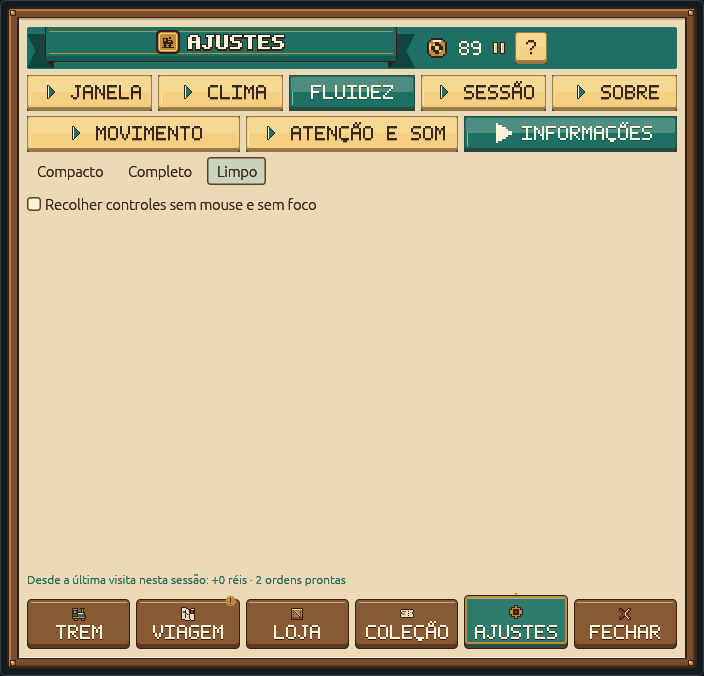 AJUSTES 89 ?
JANELA CLIMA FLUIDEZ SESSÃO SOBRE
MOVIMENTO ATENÇÃO E SOM INFORMAÇÕES
Compacto Completo Limpo
Recolher controles sem mouse e sem foco
Desde a última visita nesta sessão: +0 réis · 2 ordens prontas
!
TREM VIAGEM LOJA COLEÇÃO AJUSTES FECHAR